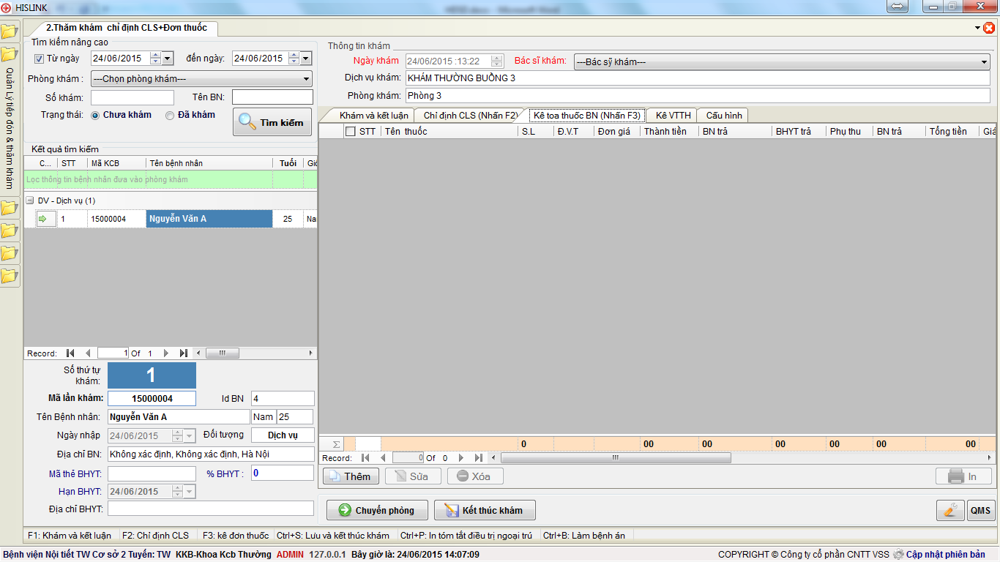 HISLINK
2.Thăm khám chỉ định CLS+Đơn thuốc
Tìm kiếm nâng cao
Từ ngày 24/06/2015 đến ngày: 24/06/2015
Phòng khám : ---Chọn phòng khám---
Số khám: Tên BN:
Trạng thái: Chưa khám Đã khám Tìm kiếm
Kết quả tìm kiếm
C... STT Mã KCB Tên bệnh nhân Tuổi Giớ
Lọc thông tin bệnh nhân đưa vào phòng khám
DV - Dịch vụ (1)
1 15000004 Nguyễn Văn A 25 Nam
Record: 1 Of 1
Số thứ tự khám: 1
Mã lần khám: 15000004 Id BN 4
Tên Bệnh nhân: Nguyễn Văn A Nam 25
Ngày nhập 24/06/2015 Đối tượng Dịch vụ
Địa chỉ BN: Không xác định, Không xác định, Hà Nội
Mã thẻ BHYT: % BHYT : 0
Hạn BHYT: 24/06/2015
Địa chỉ BHYT:
Quản Lý tiếp đón & thăm khám
Thông tin khám
Ngày khám 24/06/2015 :13:22 Bác sĩ khám: ---Bác sỹ khám---
Dịch vụ khám: KHÁM THƯỜNG BUỒNG 3
Phòng khám: Phòng 3
Khám và kết luận Chỉ định CLS (Nhấn F2) Kê toa thuốc BN (Nhấn F3) Kê VTTH Cấu hình
STT Tên thuốc S.L Đ.V.T Đơn giá Thành tiền BN trả BHYT trả Phụ thu BN trả Tổng tiền Giá
Σ 0 00 00 00 00 00 00
Record: 0 Of 0
Thêm Sửa Xóa In
Chuyển phòng Kết thúc khám QMS
F1: Khám và kết luận F2: Chỉ định CLS F3: kê đơn thuốc Ctrl+S: Lưu và kết thúc khám Ctrl+P: In tóm tắt điều trị ngoại trú Ctrl+B: Làm bệnh án
Bệnh viện Nội tiết TW Cơ sở 2 Tuyến: TW KKB-Khoa Kcb Thường ADMIN 127.0.0.1 Bây giờ là: 24/06/2015 14:07:09 COPYRIGHT © Công ty cổ phần CNTT VSS Cập nhật phiên bản